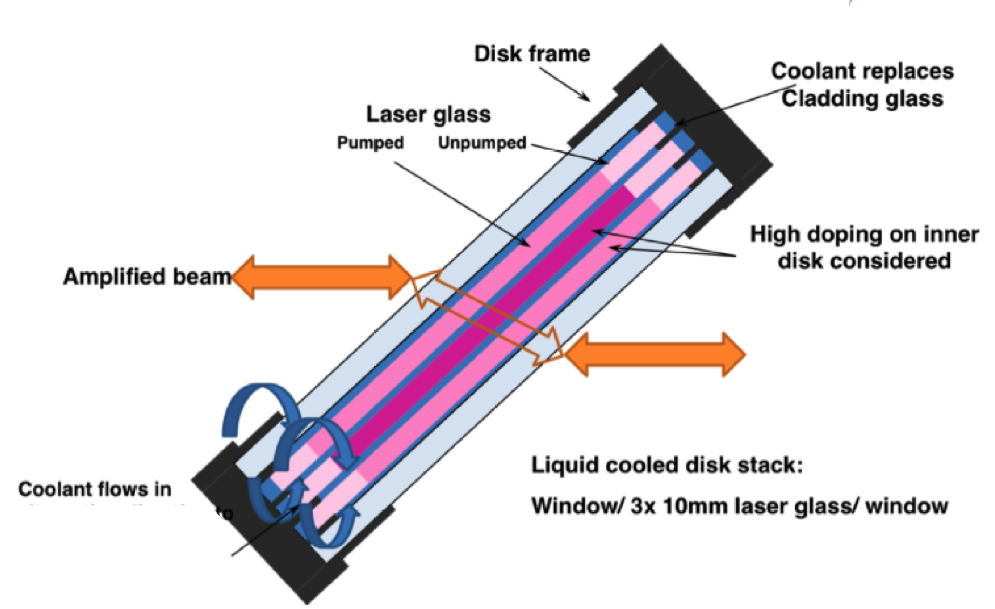 Disk frame
Coolant replaces
Cladding glass
Laser glass
Pumped Unpumped
High doping on inner
disk considered
Amplified beam
Liquid cooled disk stack:
Window/ 3x 10mm laser glass/ window
Coolant flows in
to